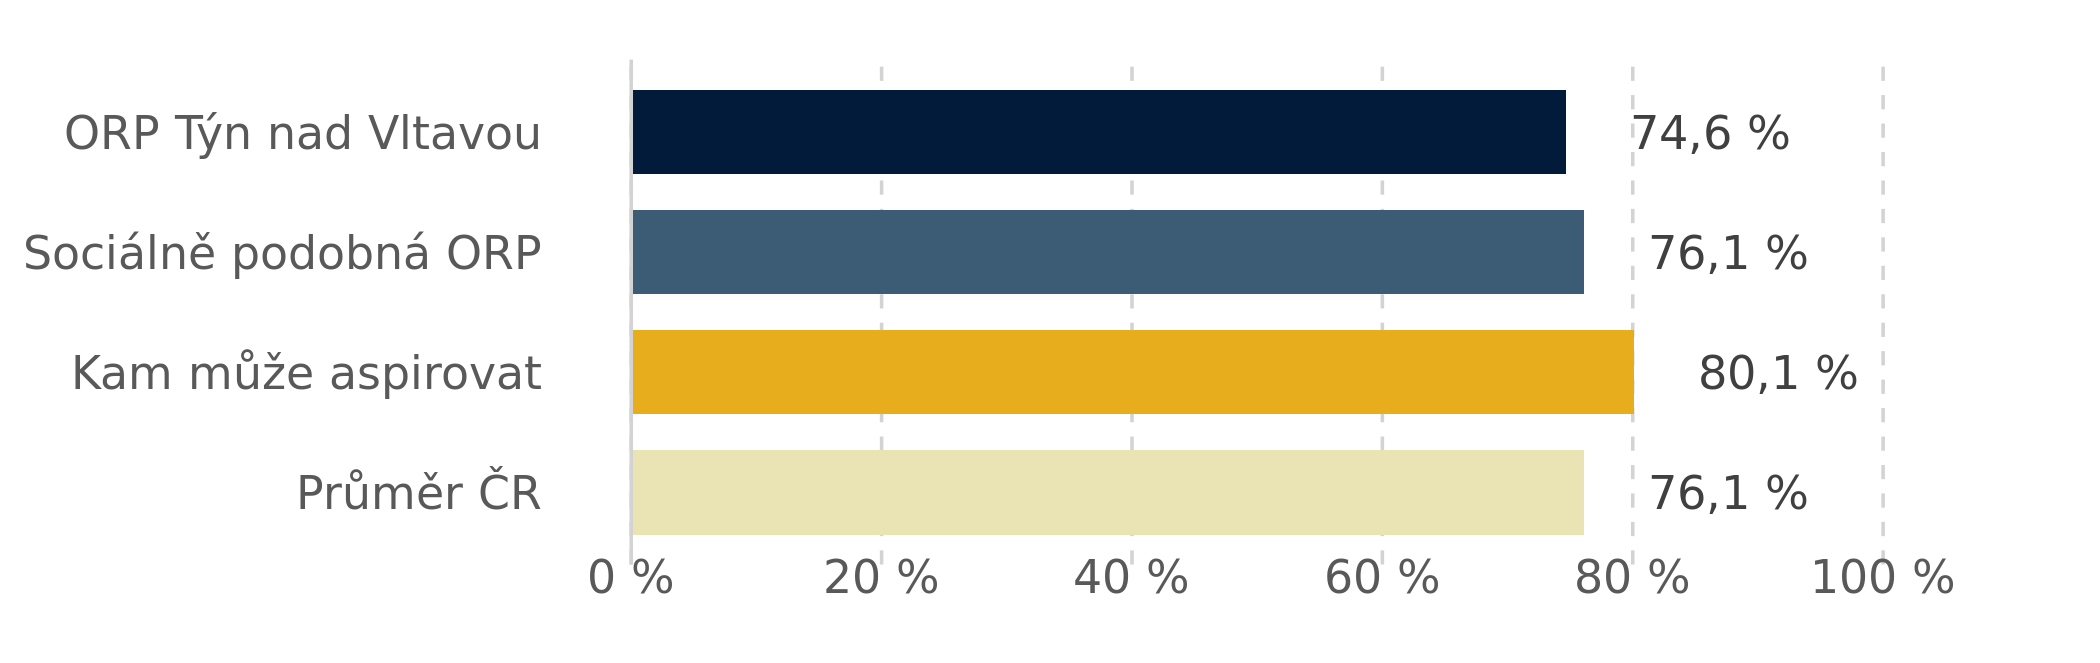 ORP Týn nad Vltavou 74,6 %
Sociálně podobná ORP 76,1 %
Kam může aspirovat 80,1 %
Průměr ČR 76,1 %
0 % 20 % 40 % 60 % 80 % 100 %